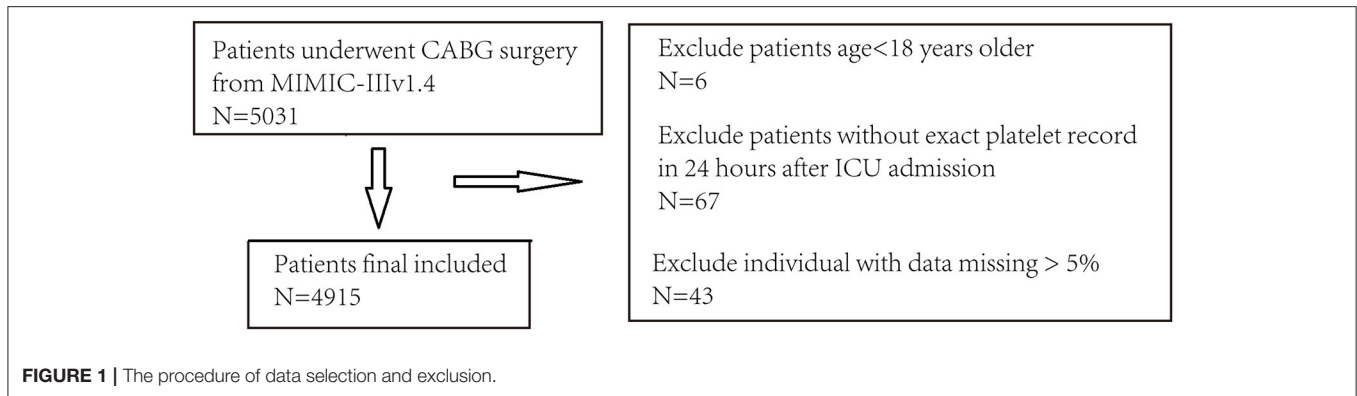 Patients underwent CABG surgery
from MIMIC-IIIv1.4
N=5031
Exclude patients age<18 years older
N=6
Exclude patients without exact platelet record
in 24 hours after ICU admission
N=67
Exclude individual with data missing > 5%
N=43
Patients final included
N=4915
FIGURE 1 | The procedure of data selection and exclusion.